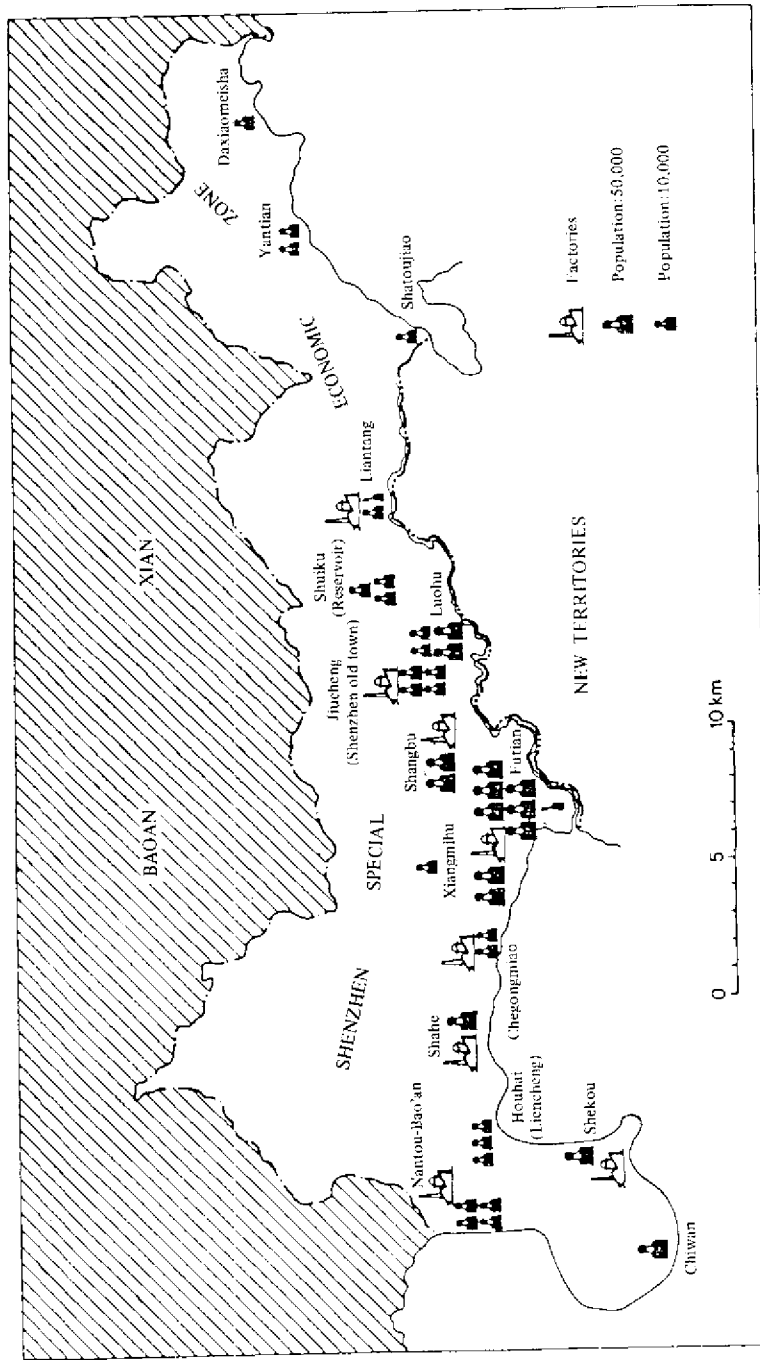 BAOAN
XIAN
SHENZHEN
SPECIAL
ECONOMIC
ZONE
Daxiaomeisha
Yantian
Shatoujiao
Liantang
Shuiku
(Reservoir)
Luohu
Jiucheng
(Shenzhen old town)
Shangbu
Futian
Xiangmihu
Chegongmiao
Shahe
Houhai
(Liencheng)
Nantou-Bao'an
Shekou
Chiwan
NEW TERRITORIES
Factories
Population:50,000
Population:10,000
0
5
10 km